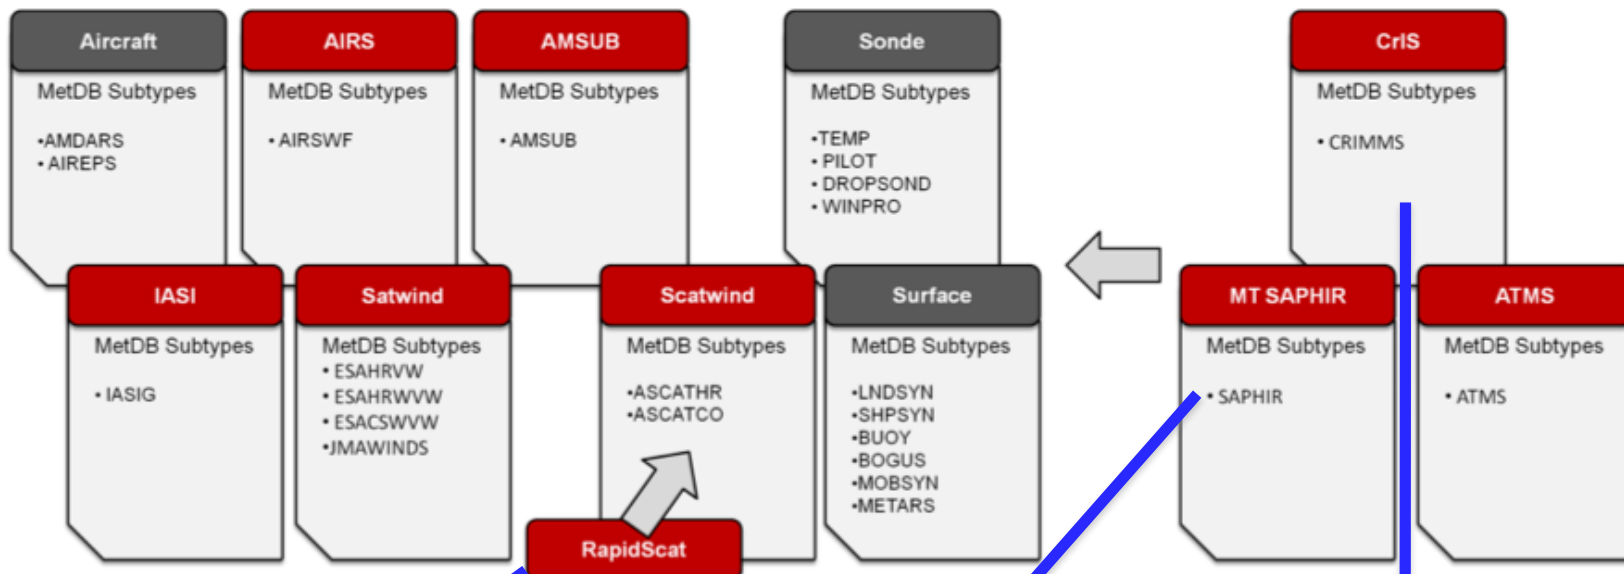 Aircraft
MetDB Subtypes
•AMDARS
• AIREPS
AIRS
MetDB Subtypes
• AIRSWF
AMSUB
MetDB Subtypes
• AMSUB
Sonde
MetDB Subtypes
•TEMP
• PILOT
• DROPSOND
• WINPRO
CrIS
MetDB Subtypes
• CRIMMS
IASI
MetDB Subtypes
• IASIG
Satwind
MetDB Subtypes
• ESAHRVW
• ESAHRWVW
• ESACSWVW
•JMAWINDS
Scatwind
MetDB Subtypes
•ASCATHR
•ASCATCO
RapidScat
Surface
MetDB Subtypes
•LNDSYN
•SHPSYN
•BUOY
•BOGUS
•MOBSYN
•METARS
MT SAPHIR
MetDB Subtypes
• SAPHIR
ATMS
MetDB Subtypes
• ATMS